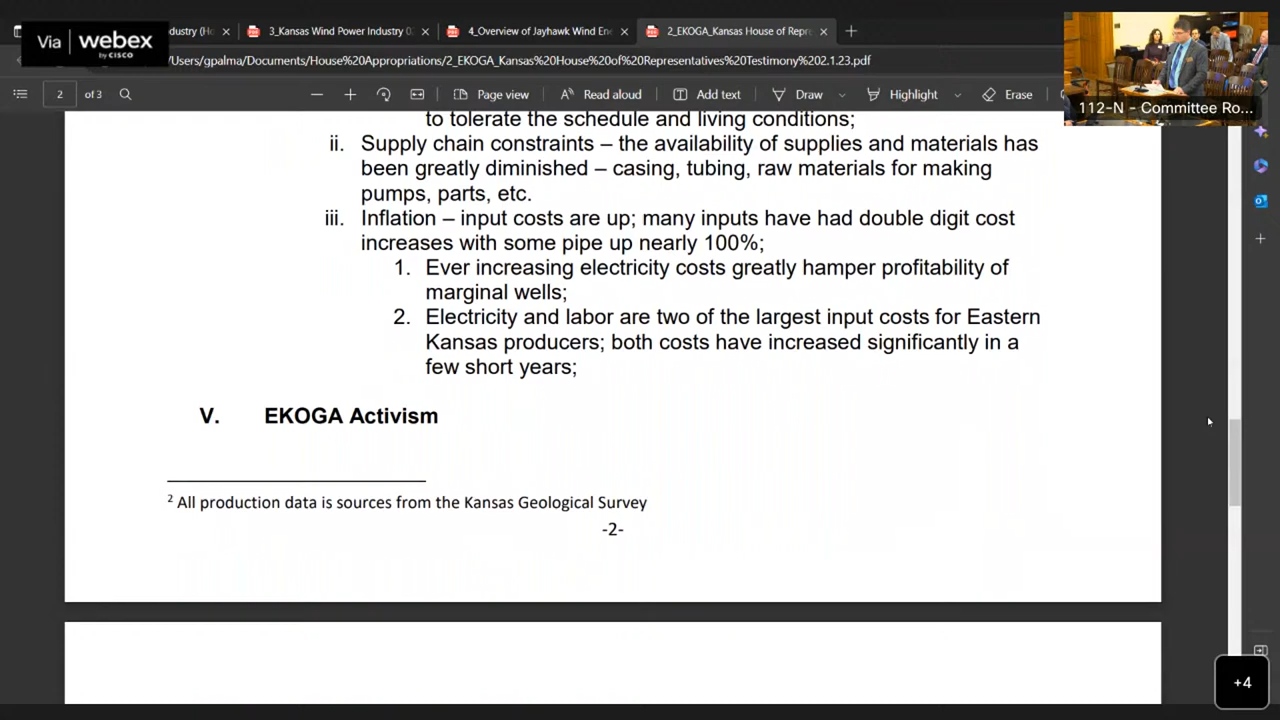 Via webex
by CISCO
ndustry (Ho
3_Kansas Wind Power Industry 0
4_Overview of Jayhawk Wind Ene
2_EKOGA_Kansas House of Repre
/Users/gpalma/Documents/House%20Appropriations/2_EKOGA_Kansas%20House%20of%20Representatives%20Testimony%202.1.23.pdf
112-N - Committee Ro...
2 of 3
Page view
Read aloud
Add text
Draw
Highlight
Erase
to tolerate the schedule and living conditions;
ii. Supply chain constraints – the availability of supplies and materials has
been greatly diminished – casing, tubing, raw materials for making
pumps, parts, etc.
iii. Inflation – input costs are up; many inputs have had double digit cost
increases with some pipe up nearly 100%;
1. Ever increasing electricity costs greatly hamper profitability of
marginal wells;
2. Electricity and labor are two of the largest input costs for Eastern
Kansas producers; both costs have increased significantly in a
few short years;
V. EKOGA Activism
2 All production data is sources from the Kansas Geological Survey
-2-
+4